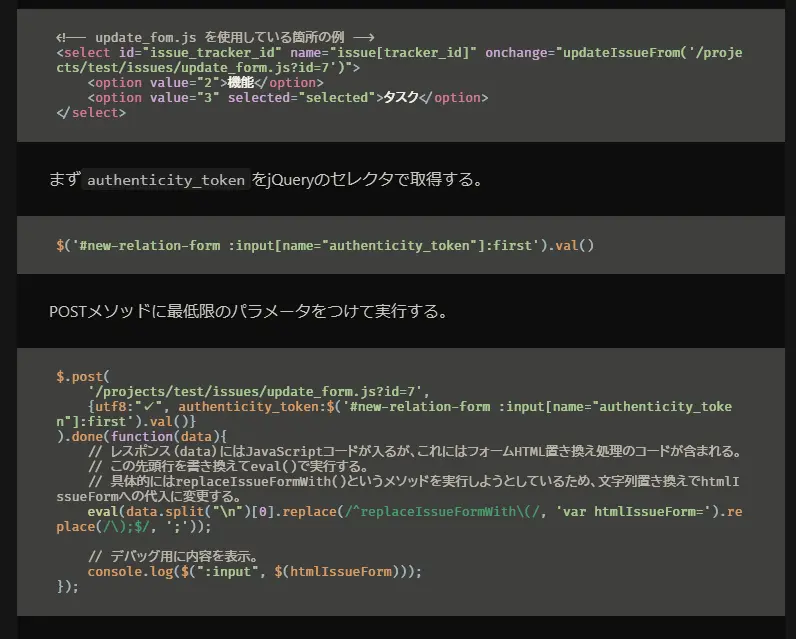 <!-- update_fom.js を使用している箇所の例 -->
<select id="issue_tracker_id" name="issue[tracker_id]" onchange="updateIssueFrom('/proje
cts/test/issues/update_form.js?id=7')">
    <option value="2">機能</option>
    <option value="3" selected="selected">タスク</option>
</select>
まず authenticity_token をjQueryのセレクタで取得する。
$('#new-relation-form :input[name="authenticity_token"]:first').val()
POSTメソッドに最低限のパラメータをつけて実行する。
$.post(
    '/projects/test/issues/update_form.js?id=7',
    {utf8:"✓", authenticity_token:$('#new-relation-form :input[name="authenticity_toke
n"]:first').val()}
).done(function(data){
    // レスポンス(data)にはJavaScriptコードが入るが、これにはフォームHTML置き換え処理のコードが含まれる。
    // この先頭行を書き換えてeval()で実行する。
    // 具体的にはreplaceIssueFormWith()というメソッドを実行しようとしているため、文字列置き換えでhtmlI
ssueFormへの代入に変更する。
    eval(data.split("\n")[0].replace(/^replaceIssueFormWith\(/, 'var htmlIssueForm=').re
place(/\);$/, ';'));
    // デバッグ用に内容を表示。
    console.log($(":input", $(htmlIssueForm)));
});